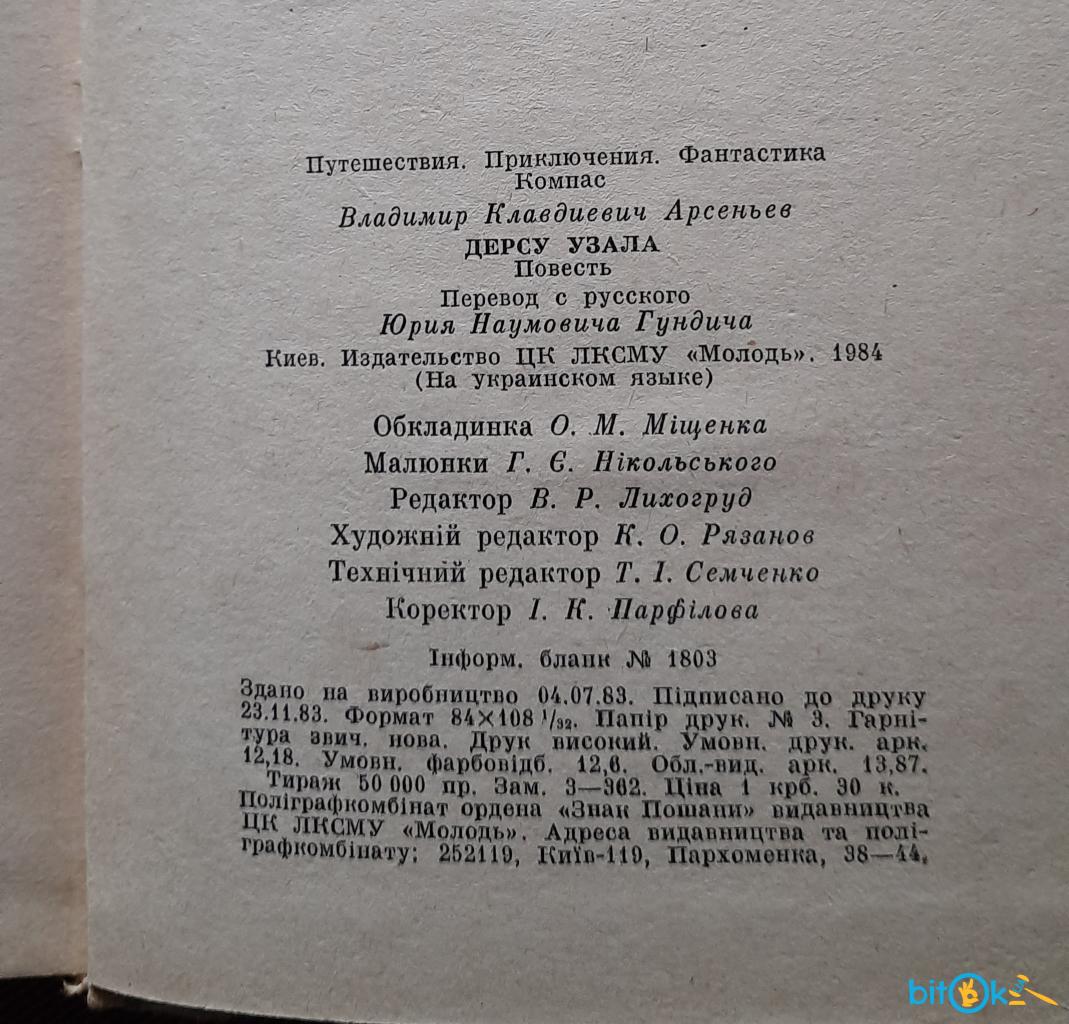 Путешествия. Приключения. Фантастика
Компас
Владимир Клавдиевич Арсеньев
ДЕРСУ УЗАЛА
Повесть
Перевод с русского
Юрия Наумовича Гундича
Киев. Издательство ЦК ЛКСМУ «Молодь». 1984
(На украинском языке)
Обкладинка О. М. Міщенка
Малюнки Г. Є. Нікольського
Редактор В. Р. Лихогруд
Художній редактор К. О. Рязанов
Технічний редактор Т. І. Семченко
Коректор І. К. Парфілова
Інформ. бланк № 1803
Здано на виробництво 04.07.83. Підписано до друку
23.11.83. Формат 84×108 1/32. Папір друк. № 3. Гарні-
тура звич. нова. Друк високий. Умовн. друк. арк.
12,18. Умовн. фарбовідб. 12,6. Обл.-вид. арк. 13,87.
Тираж 50 000 пр. Зам. 3—362. Ціна 1 крб. 30 к.
Поліграфкомбінат ордена «Знак Пошани» видавництва
ЦК ЛКСМУ «Молодь». Адреса видавництва та полі-
графкомбінату: 252119, Київ-119, Пархоменка, 38—44.
bitOk